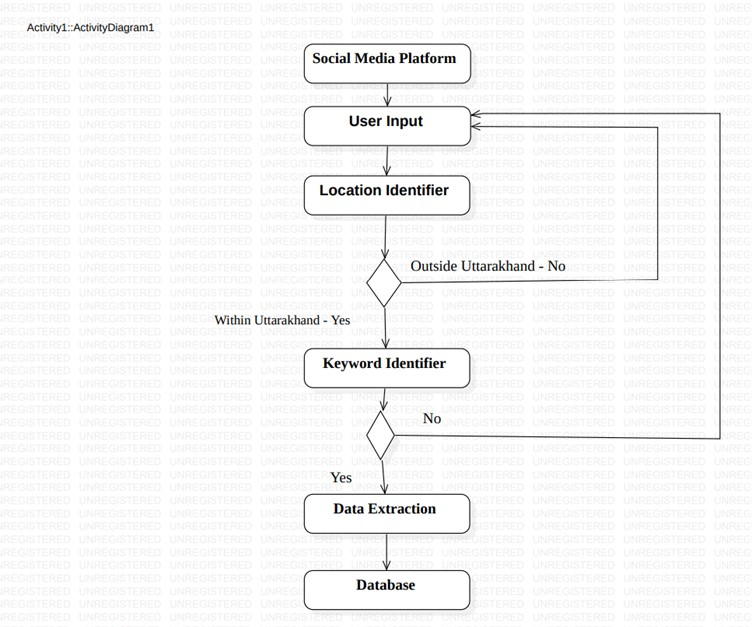 Activity1::ActivityDiagram1
Social Media Platform
User Input
Location Identifier
Outside Uttarakhand - No
Within Uttarakhand - Yes
Keyword Identifier
No
Yes
Data Extraction
Database
UNREGISTERED